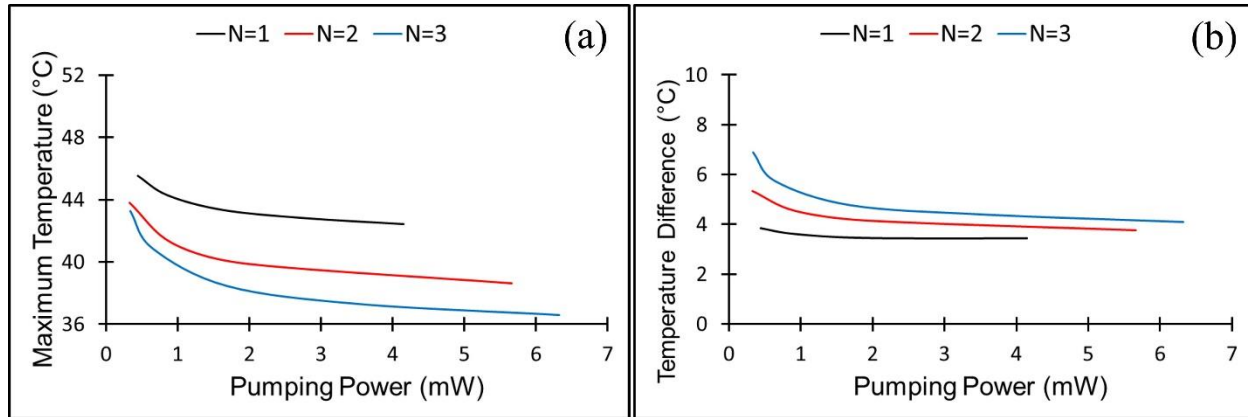 N=1 N=2 N=3 (a)
Maximum Temperature (°C)
52
48
44
40
36
0 1 2 3 4 5 6 7
Pumping Power (mW)
N=1 N=2 N=3 (b)
Temperature Difference (°C)
10
8
6
4
2
0
0 1 2 3 4 5 6 7
Pumping Power (mW)